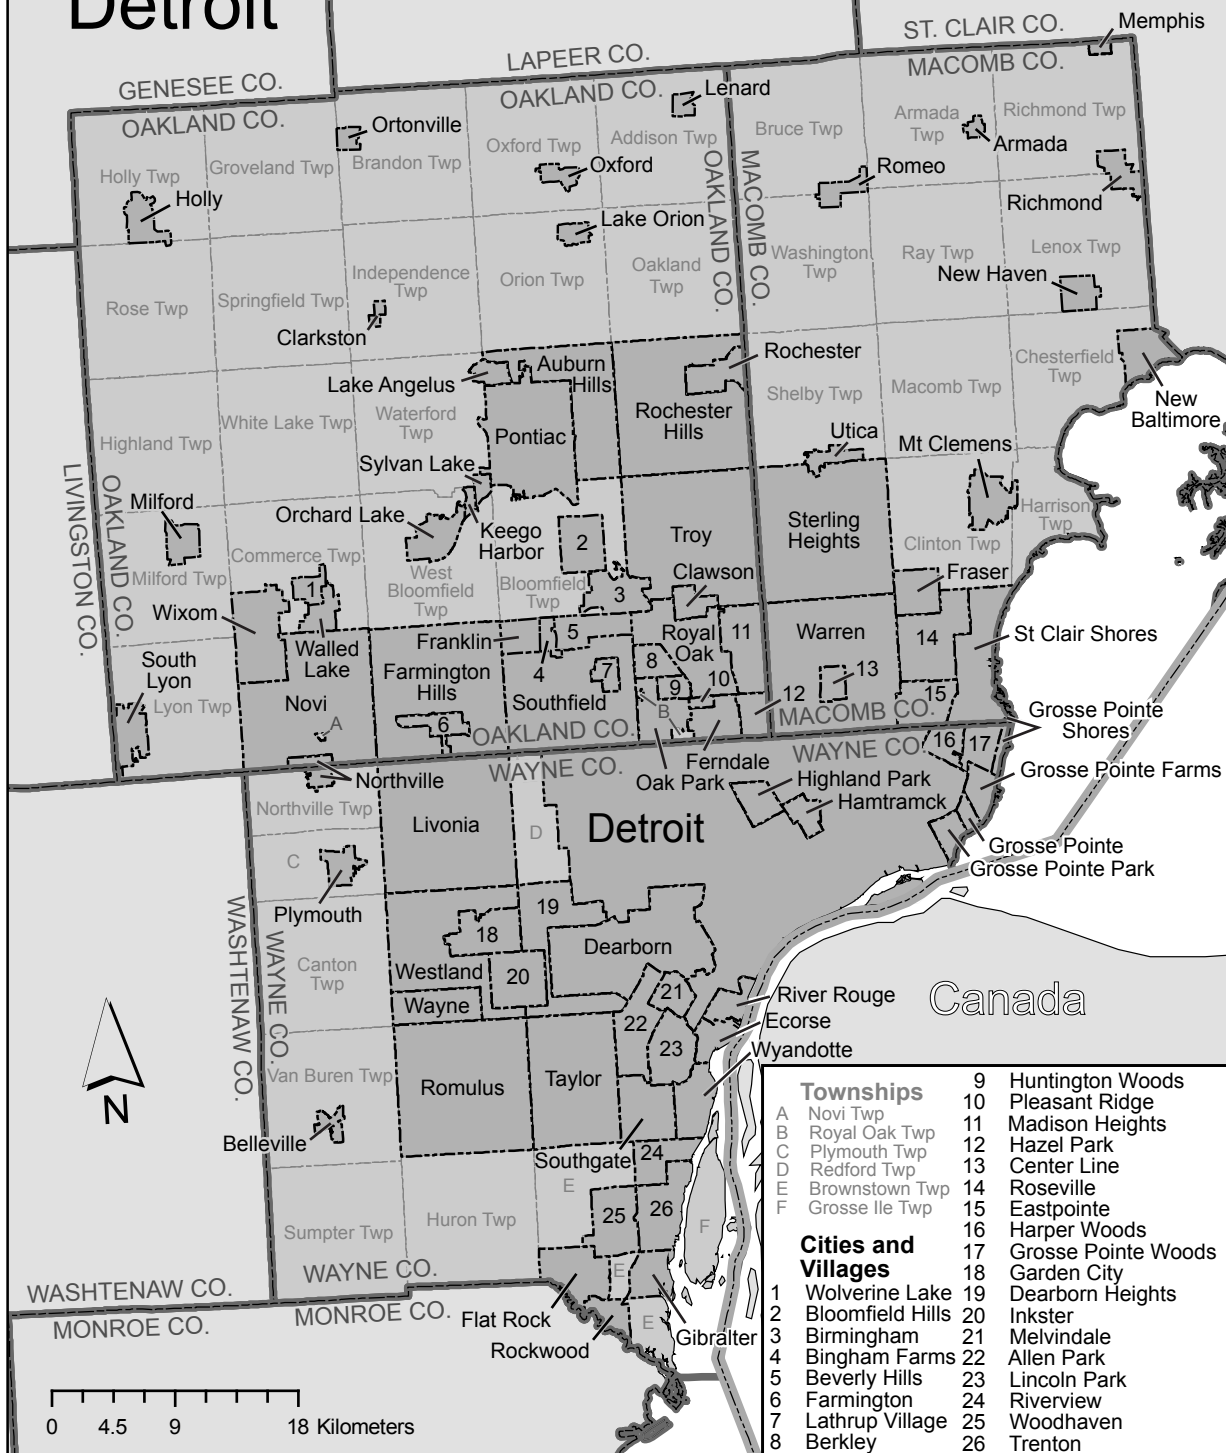 Detroit
Memphis
ST. CLAIR CO.
LAPEER CO.
MACOMB CO.
GENESEE CO.
OAKLAND CO.
OAKLAND CO.
Lenard
Ortonville
Bruce Twp
Armada
Twp
Richmond Twp
Armada
Addison Twp
Oxford Twp
Brandon Twp
Groveland Twp
Holly Twp
Oxford
Romeo
Holly
Richmond
OAKLAND CO.
MACOMB CO.
Lake Orion
Washington
Twp
Ray Twp
Lenox Twp
New Haven
Independence
Twp
Orion Twp
Oakland
Twp
Rose Twp
Springfield Twp
Clarkston
Rochester
Auburn
Hills
Lake Angelus
Chesterfield
Twp
New
Baltimore
Shelby Twp
Macomb Twp
Rochester
Hills
Waterford
Twp
White Lake Twp
Highland Twp
Pontiac
Utica
Mt Clemens
Sylvan Lake
LIVINGSTON CO.
OAKLAND CO.
Milford
Orchard Lake
Keego
Harbor
Harrison
Twp
Sterling
Heights
Troy
2
Clinton Twp
Commerce Twp
Milford Twp
West
Bloomfield
Twp
Bloomfield
Twp
Clawson
Fraser
1
3
Wixom
Walled
Lake
Franklin
5
Royal
Oak
11
Warren
14
St Clair Shores
South
Lyon
Lyon Twp
Farmington
Hills
4
Southfield
7
8
9
10
13
12
15
Novi
A
6
B
OAKLAND CO.
MACOMB CO.
Grosse Pointe
Shores
WAYNE CO.
WAYNE CO.
16
17
Ferndale
Oak Park
Northville
Highland Park
Hamtramck
Grosse Pointe Farms
Northville Twp
Livonia
D
Detroit
C
Grosse Pointe
Grosse Pointe Park
Plymouth
19
18
Dearborn
WASHTENAW CO.
WAYNE CO.
Canton
Twp
Westland
20
Wayne
21
River Rouge
Canada
22
Ecorse
23
Wyandotte
Van Buren Twp
Romulus
Taylor
N
Belleville
Southgate
24
E
25
26
Sumpter Twp
Huron Twp
F
E
WAYNE CO.
WASHTENAW CO.
MONROE CO.
MONROE CO.
Flat Rock
E
Rockwood
Gibralter
0 4.5 9 18 Kilometers
Townships
A Novi Twp
B Royal Oak Twp
C Plymouth Twp
D Redford Twp
E Brownstown Twp
F Grosse Ile Twp
Cities and
Villages
1 Wolverine Lake
2 Bloomfield Hills
3 Birmingham
4 Bingham Farms
5 Beverly Hills
6 Farmington
7 Lathrup Village
8 Berkley
9 Huntington Woods
10 Pleasant Ridge
11 Madison Heights
12 Hazel Park
13 Center Line
14 Roseville
15 Eastpointe
16 Harper Woods
17 Grosse Pointe Woods
18 Garden City
19 Dearborn Heights
20 Inkster
21 Melvindale
22 Allen Park
23 Lincoln Park
24 Riverview
25 Woodhaven
26 Trenton